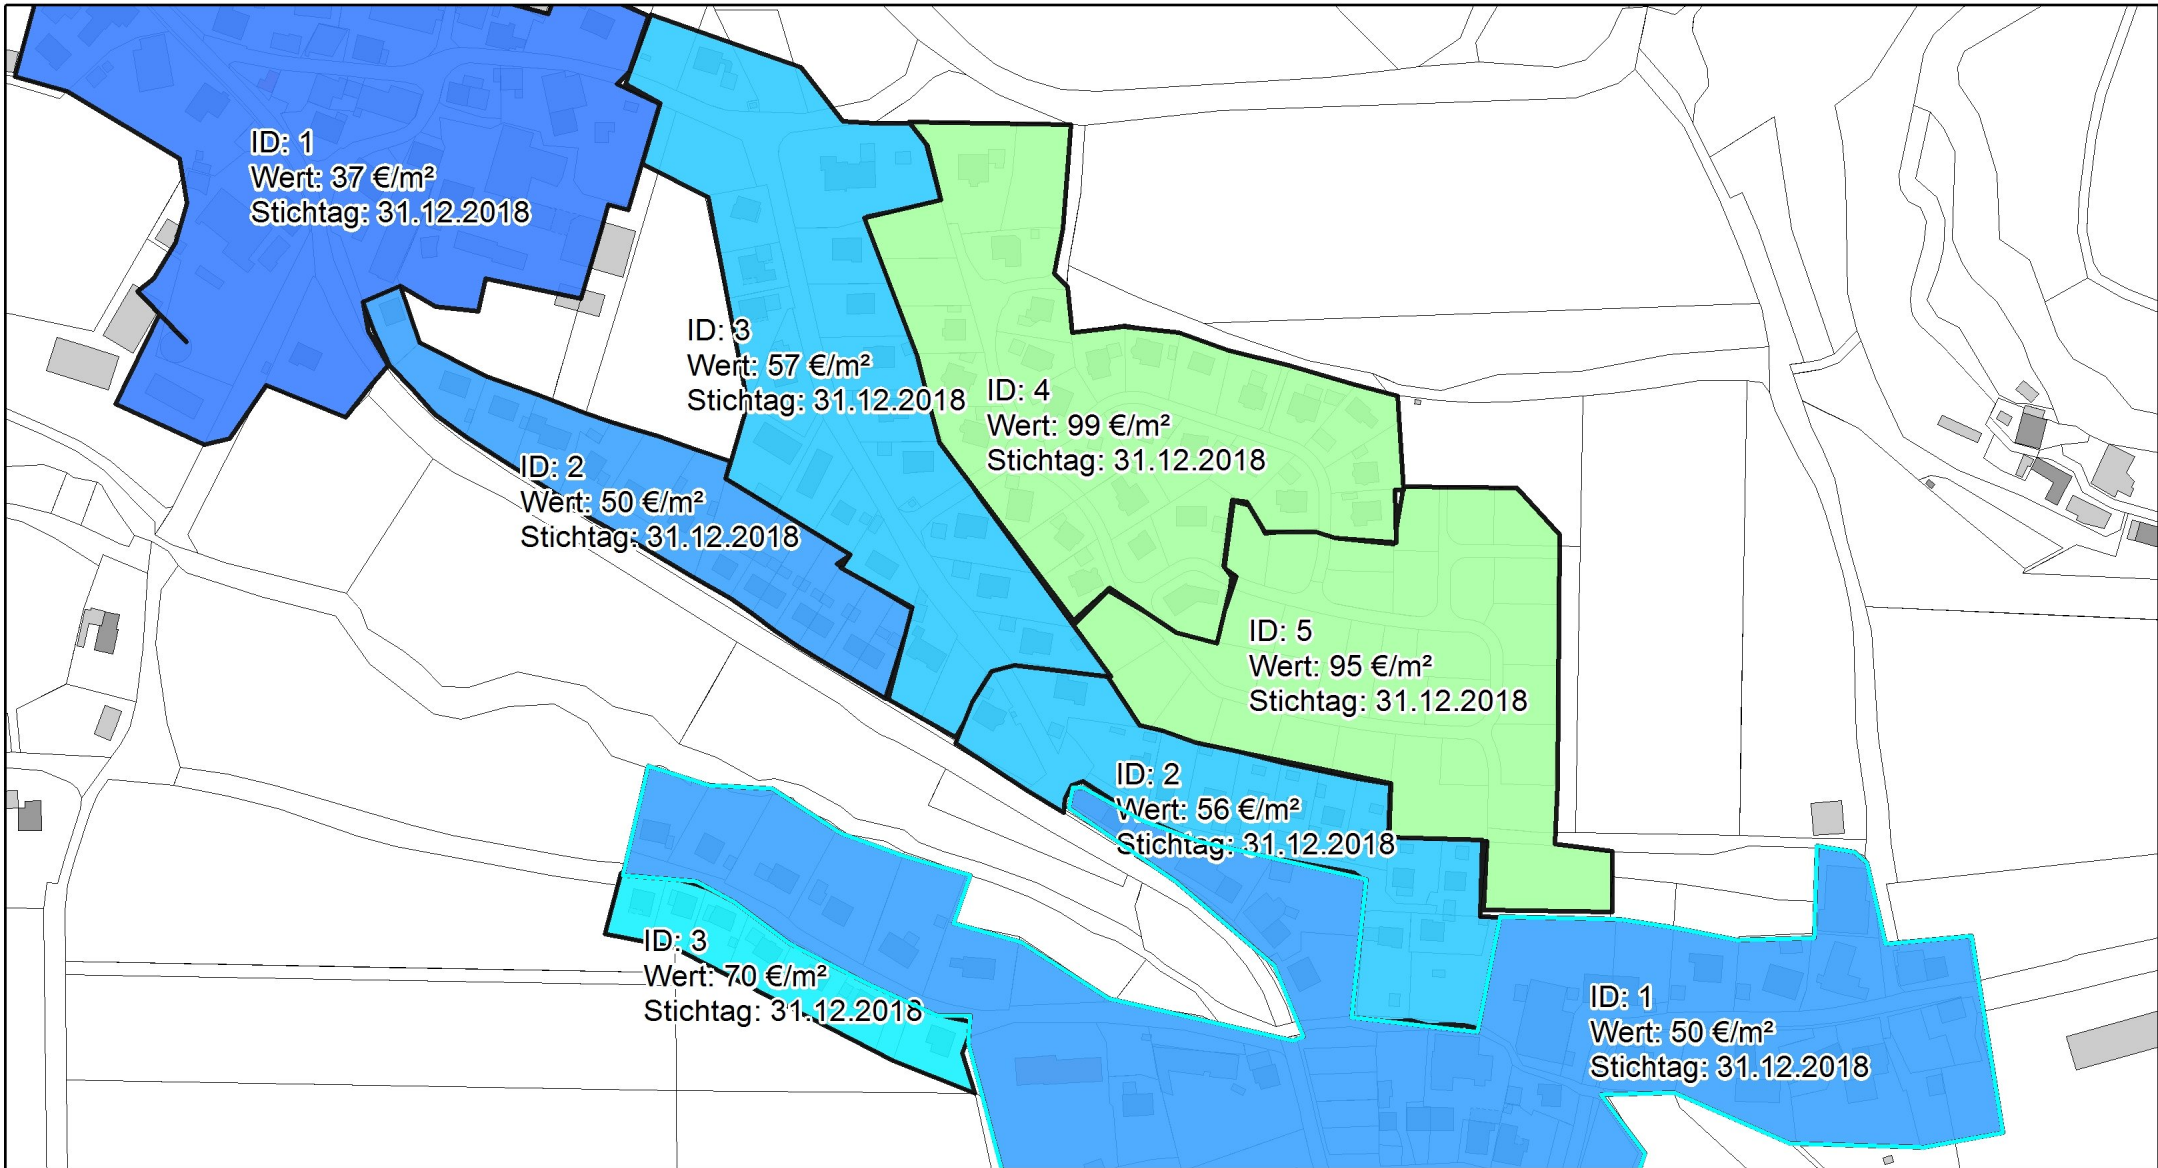 ID: 1
Wert: 37 €/m²
Stichtag: 31.12.2018
ID: 3
Wert: 57 €/m²
Stichtag: 31.12.2018
ID: 4
Wert: 99 €/m²
Stichtag: 31.12.2018
ID: 2
Wert: 50 €/m²
Stichtag: 31.12.2018
ID: 5
Wert: 95 €/m²
Stichtag: 31.12.2018
ID: 2
Wert: 56 €/m²
Stichtag: 31.12.2018
ID: 3
Wert: 70 €/m²
Stichtag: 31.12.2018
ID: 1
Wert: 50 €/m²
Stichtag: 31.12.2018